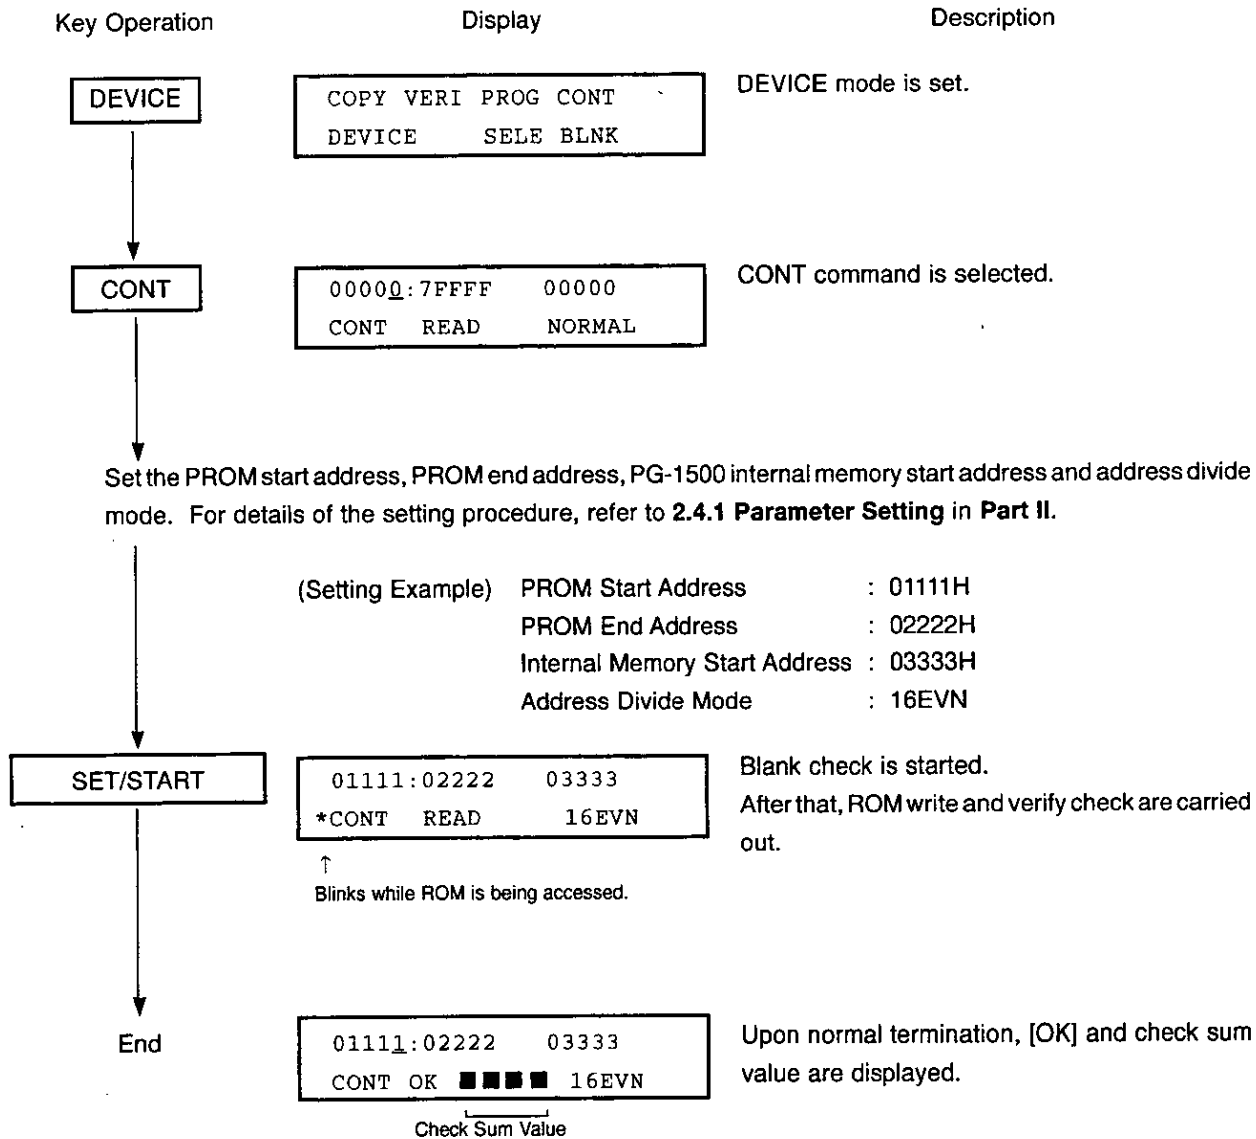 Key Operation Display Description
DEVICE
COPY VERI PROG CONT
DEVICE SELE BLNK
DEVICE mode is set.
CONT
00000:7FFFF 00000
CONT READ NORMAL
CONT command is selected.
Set the PROM start address, PROM end address, PG-1500 internal memory start address and address divide
mode. For details of the setting procedure, refer to 2.4.1 Parameter Setting in Part II.
(Setting Example) PROM Start Address : 01111H
PROM End Address : 02222H
Internal Memory Start Address : 03333H
Address Divide Mode : 16EVN
SET/START
01111:02222 03333
*CONT READ 16EVN
↑
Blinks while ROM is being accessed.
Blank check is started.
After that, ROM write and verify check are carried
out.
End
01111:02222 03333
CONT OK ■■■■ 16EVN
Check Sum Value
Upon normal termination, [OK] and check sum
value are displayed.